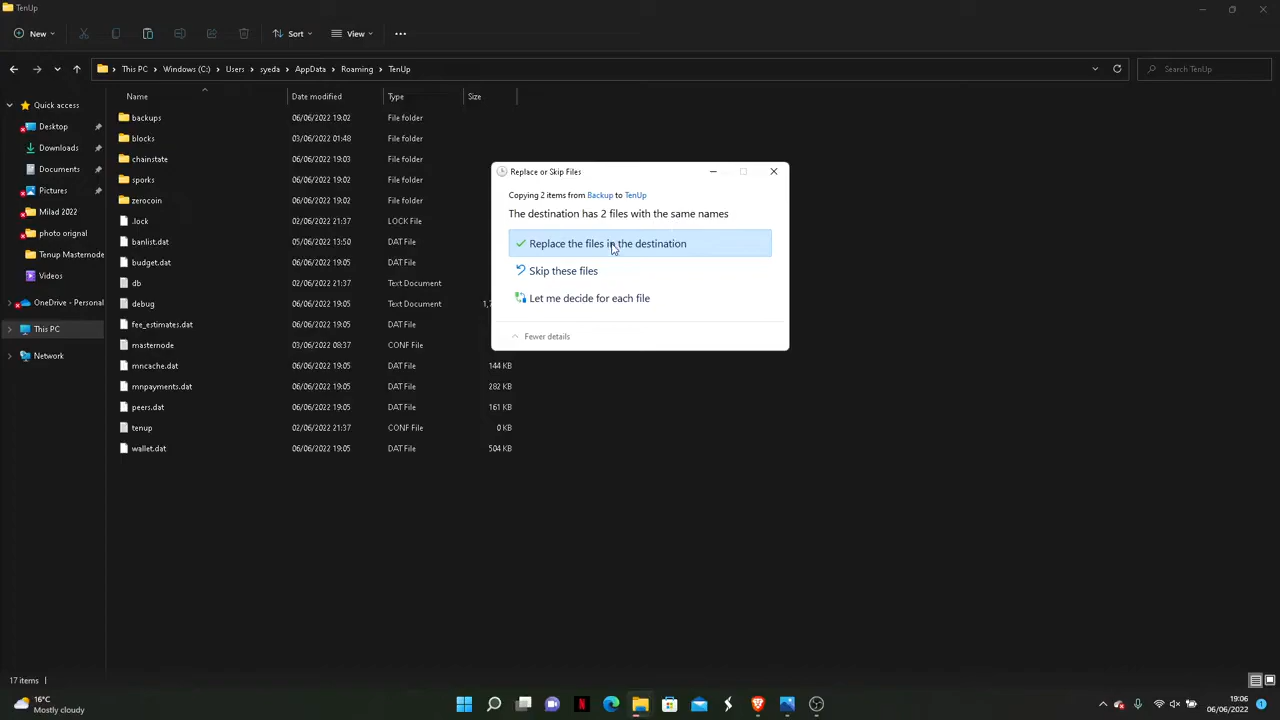 TenUp
New
Sort
View
This PC
Windows (C:)
Users
syeda
AppData
Roaming
TenUp
Search TenUp
Name
Date modified
Type
Size
Quick access
Desktop
Downloads
Documents
Pictures
Milad 2022
photo orignal
Tenup Masternode
Videos
OneDrive - Personal
This PC
Network
backups 06/06/2022 19:02 File folder
blocks 03/06/2022 01:48 File folder
chainstate 06/06/2022 19:03 File folder
sporks 06/06/2022 19:02 File folder
zerocoin 06/06/2022 19:02 File folder
.lock 02/06/2022 21:37 LOCK File
banlist.dat 05/06/2022 13:50 DAT File
budget.dat 06/06/2022 19:05 DAT File
db 02/06/2022 21:37 Text Document
debug 06/06/2022 19:06 Text Document
fee_estimates.dat 06/06/2022 19:05 DAT File
masternode 03/06/2022 08:37 CONF File
mncache.dat 06/06/2022 19:05 DAT File 144 KB
mnpayments.dat 06/06/2022 19:05 DAT File 282 KB
peers.dat 06/06/2022 19:05 DAT File 161 KB
tenup 02/06/2022 21:37 CONF File 0 KB
wallet.dat 06/06/2022 19:05 DAT File 504 KB
Replace or Skip Files
Copying 2 items from Backup to TenUp
The destination has 2 files with the same names
Replace the files in the destination
Skip these files
Let me decide for each file
Fewer details
17 items
16°C
Mostly cloudy
19:06
06/06/2022
1